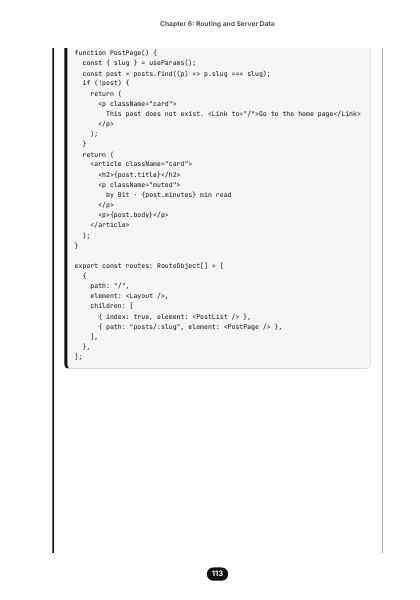 Chapter 6: Routing and Server Data
function PostPage() {
  const { slug } = useParams();
  const post = posts.find((p) => p.slug === slug);
  if (!post) {
    return (
      <p className="card">
        This post does not exist. <Link to="/">Go to the home page</Link>
      </p>
    );
  }
  return (
    <article className="card">
      <h2>{post.title}</h2>
      <p className="muted">
        by Bit · {post.minutes} min read
      </p>
      <p>{post.body}</p>
    </article>
  );
}

export const routes: RouteObject[] = [
  {
    path: "/",
    element: <Layout />,
    children: [
      { index: true, element: <PostList /> },
      { path: "posts/:slug", element: <PostPage /> },
    ],
  },
];
113